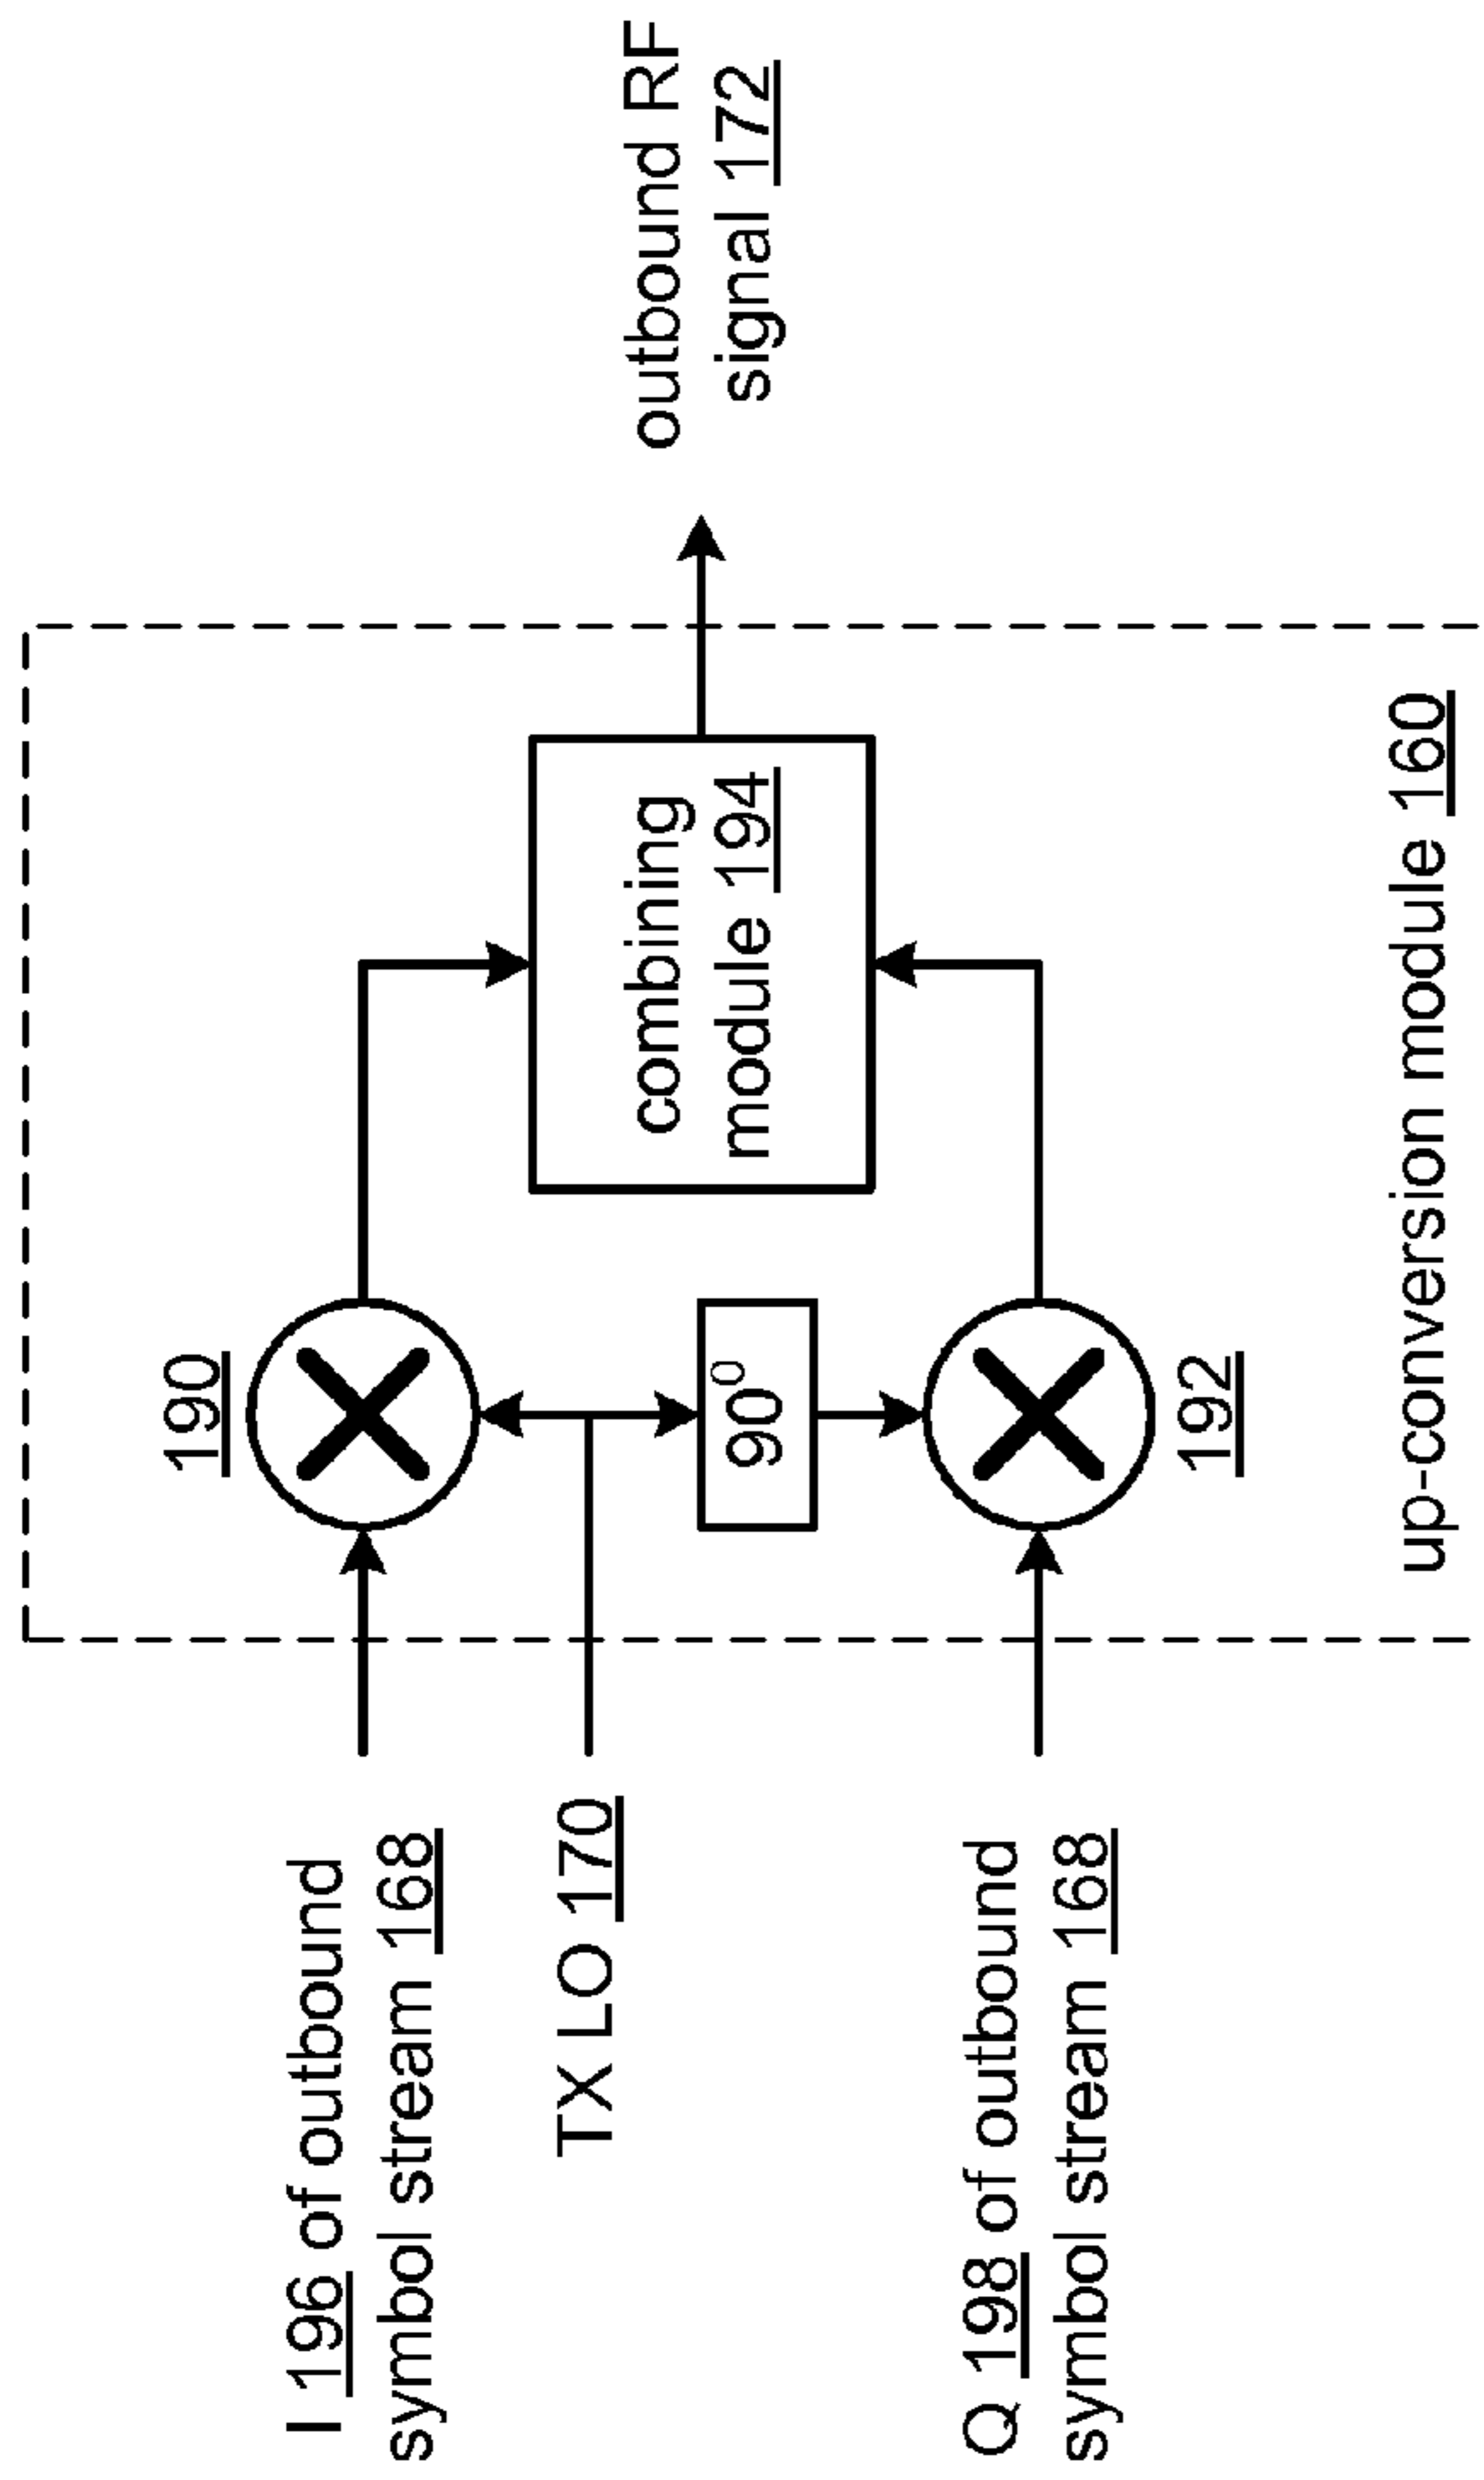 I 196 of outbound
symbol stream 168
TX LO 170
Q 198 of outbound
symbol stream 168
190
90°
192
combining
module 194
up-conversion module 160
outbound RF
signal 172